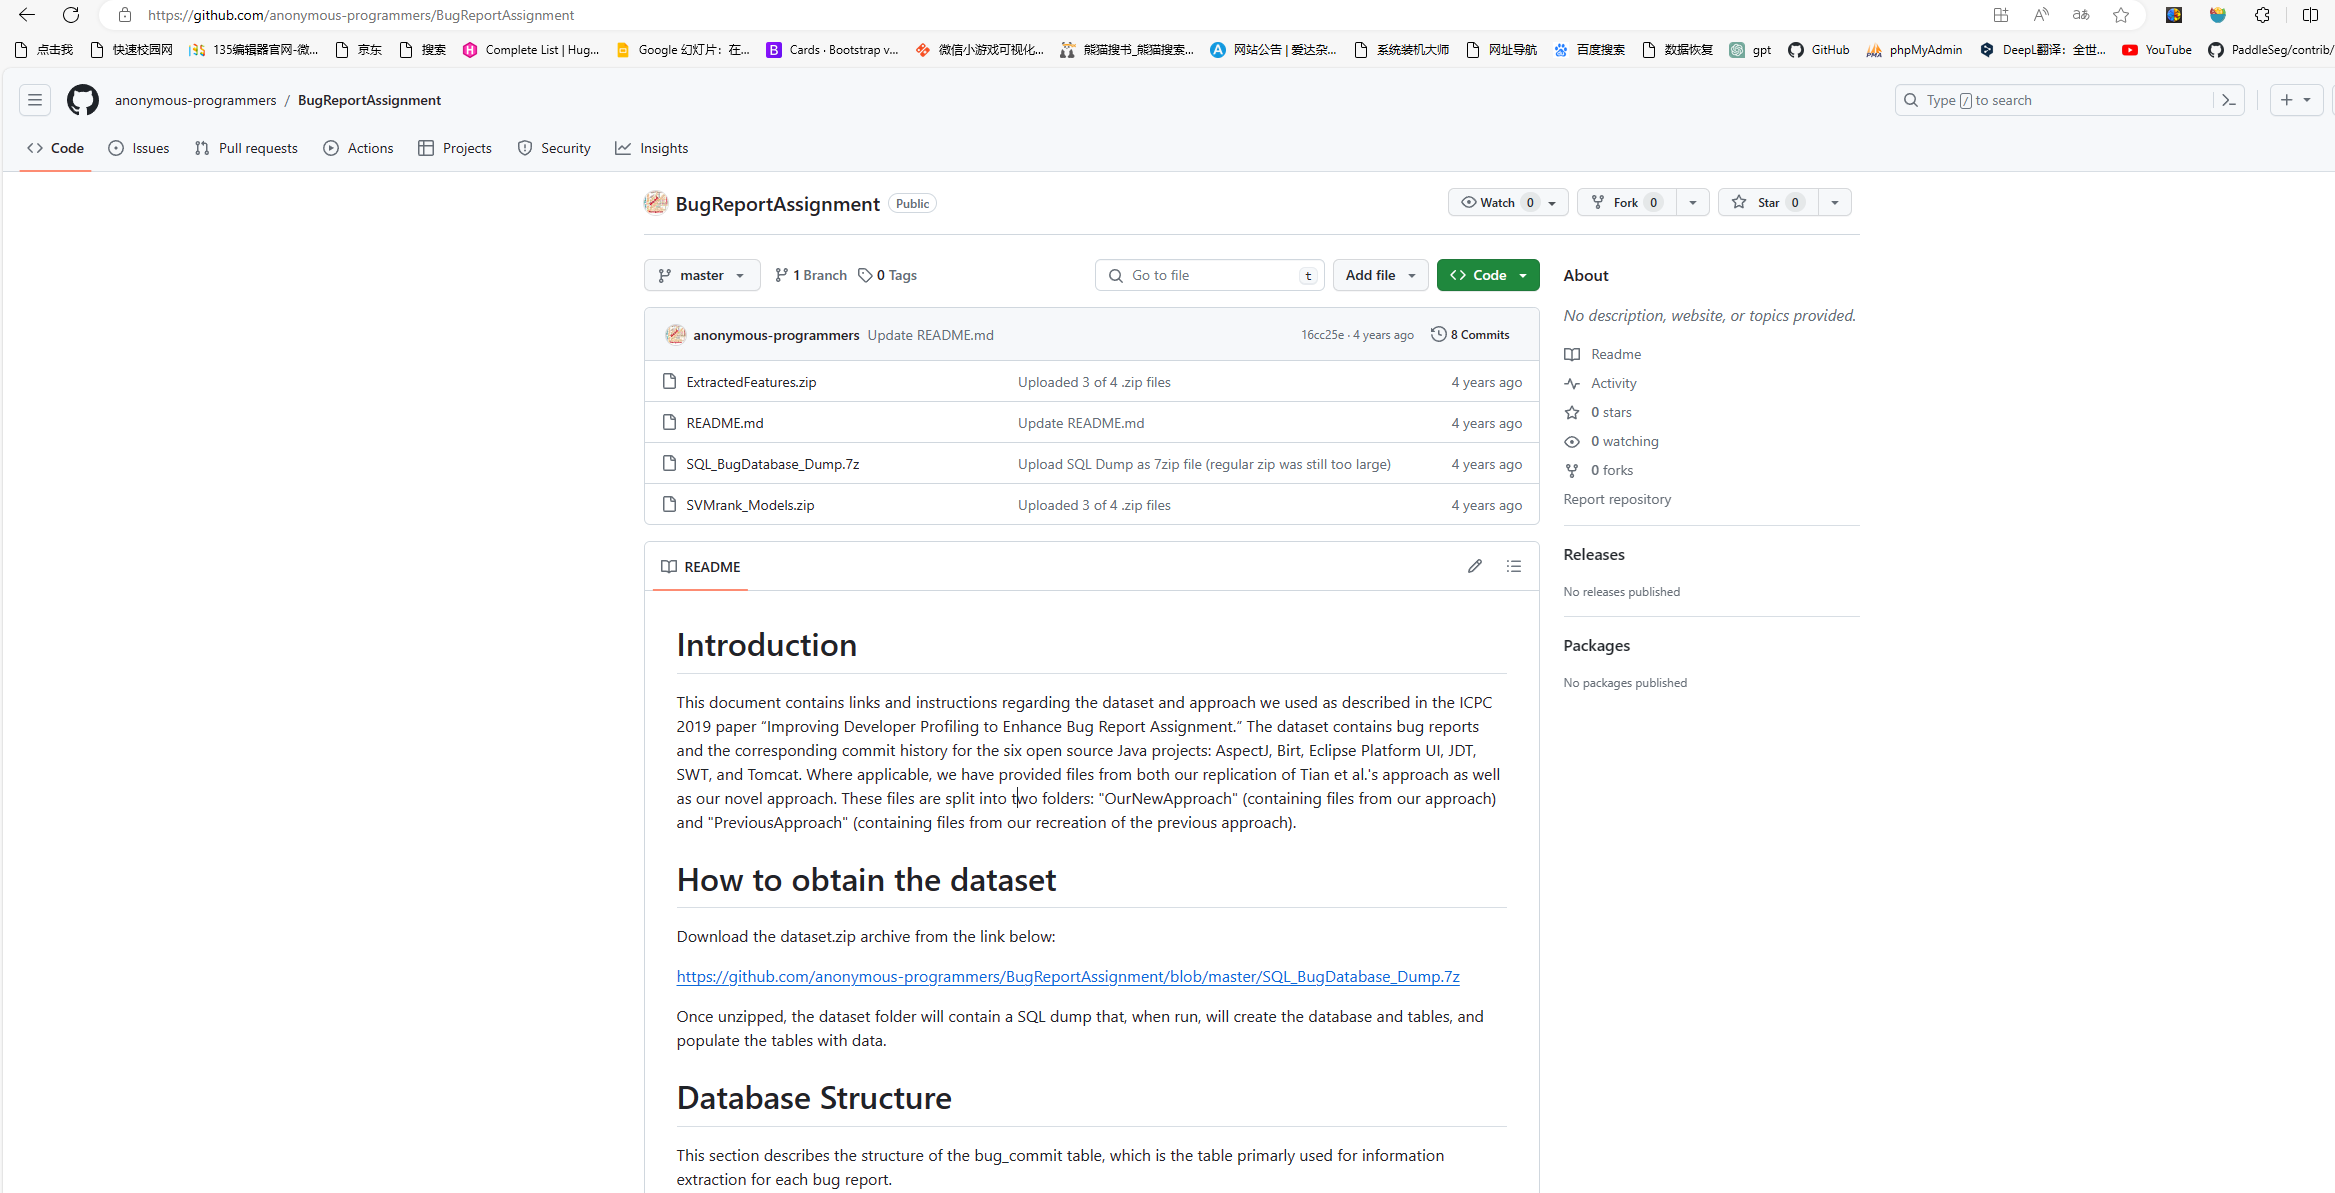 https://github.com/anonymous-programmers/BugReportAssignment
点击我 快速校园网 135编辑器官网-微... 京东 搜索 Complete List | Hug... Google 幻灯片：在... Cards · Bootstrap v... 微信小游戏可视化... 熊猫搜书_熊猫搜索... 网站公告 | 爱达杂... 系统装机大师 网址导航 百度搜索 数据恢复 gpt GitHub phpMyAdmin DeepL翻译：全世... YouTube PaddleSeg/contrib/
anonymous-programmers / BugReportAssignment
Type / to search
Code Issues Pull requests Actions Projects Security Insights
BugReportAssignment Public
Watch 0 Fork 0 Star 0
master 1 Branch 0 Tags
Go to file t
Add file
Code
anonymous-programmers Update README.md 16cc25e · 4 years ago 8 Commits
ExtractedFeatures.zip Uploaded 3 of 4 .zip files 4 years ago
README.md Update README.md 4 years ago
SQL_BugDatabase_Dump.7z Upload SQL Dump as 7zip file (regular zip was still too large) 4 years ago
SVMrank_Models.zip Uploaded 3 of 4 .zip files 4 years ago
README
Introduction
This document contains links and instructions regarding the dataset and approach we used as described in the ICPC
2019 paper “Improving Developer Profiling to Enhance Bug Report Assignment.” The dataset contains bug reports
and the corresponding commit history for the six open source Java projects: AspectJ, Birt, Eclipse Platform UI, JDT,
SWT, and Tomcat. Where applicable, we have provided files from both our replication of Tian et al.'s approach as well
as our novel approach. These files are split into two folders: "OurNewApproach" (containing files from our approach)
and "PreviousApproach" (containing files from our recreation of the previous approach).
How to obtain the dataset
Download the dataset.zip archive from the link below:
https://github.com/anonymous-programmers/BugReportAssignment/blob/master/SQL_BugDatabase_Dump.7z
Once unzipped, the dataset folder will contain a SQL dump that, when run, will create the database and tables, and
populate the tables with data.
Database Structure
This section describes the structure of the bug_commit table, which is the table primarly used for information
extraction for each bug report.
About
No description, website, or topics provided.
Readme
Activity
0 stars
0 watching
0 forks
Report repository
Releases
No releases published
Packages
No packages published